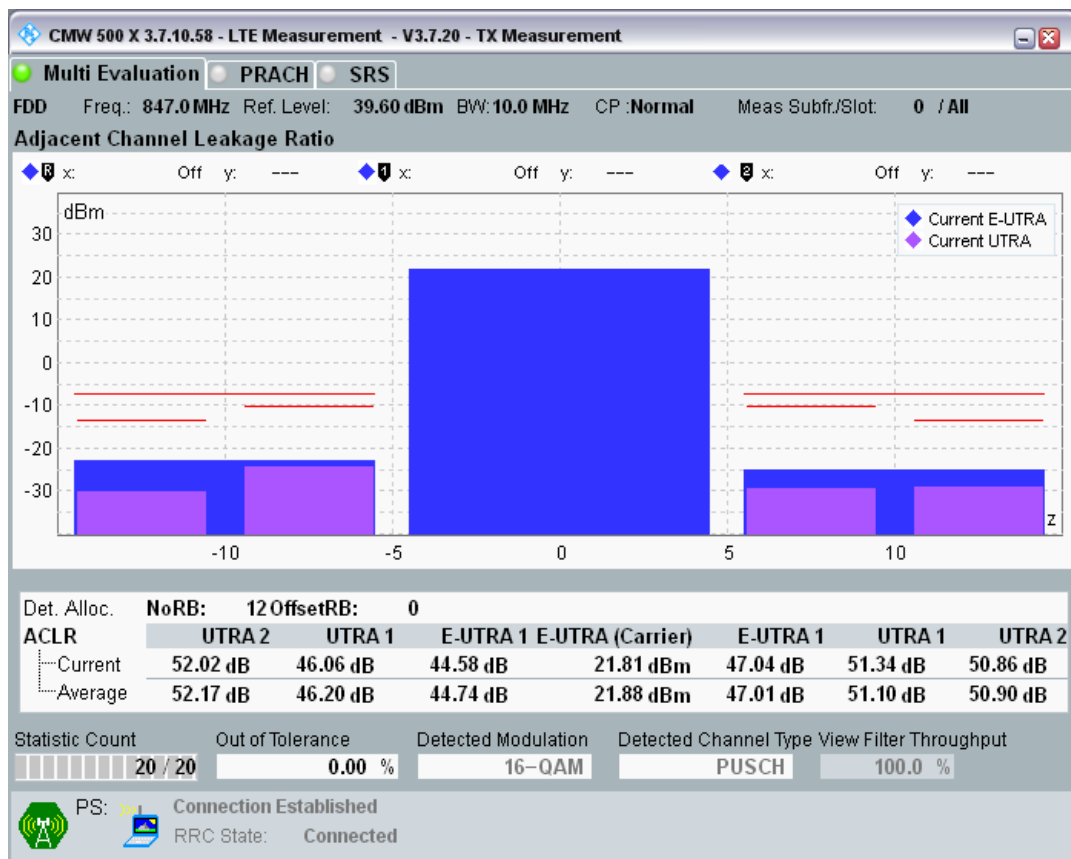 CMW 500 X 3.7.10.58 - LTE Measurement - V3.7.20 - TX Measurement
Multi Evaluation PRACH SRS
FDD Freq.: 847.0 MHz Ref. Level: 39.60 dBm BW: 10.0 MHz CP :Normal Meas Subfr./Slot: 0 / All
Adjacent Channel Leakage Ratio
R x: Off y: --- 1 x: Off y: --- 2 x: Off y: ---
dBm
Current E-UTRA
Current UTRA
30
20
10
0
-10
-20
-30
z
-10 -5 0 5 10
Det. Alloc. NoRB: 12 OffsetRB: 0
ACLR UTRA 2 UTRA 1 E-UTRA 1 E-UTRA (Carrier) E-UTRA 1 UTRA 1 UTRA 2
Current 52.02 dB 46.06 dB 44.58 dB 21.81 dBm 47.04 dB 51.34 dB 50.86 dB
Average 52.17 dB 46.20 dB 44.74 dB 21.88 dBm 47.01 dB 51.10 dB 50.90 dB
Statistic Count Out of Tolerance Detected Modulation Detected Channel Type View Filter Throughput
20 / 20 0.00 % 16-QAM PUSCH 100.0 %
PS: Connection Established
RRC State: Connected